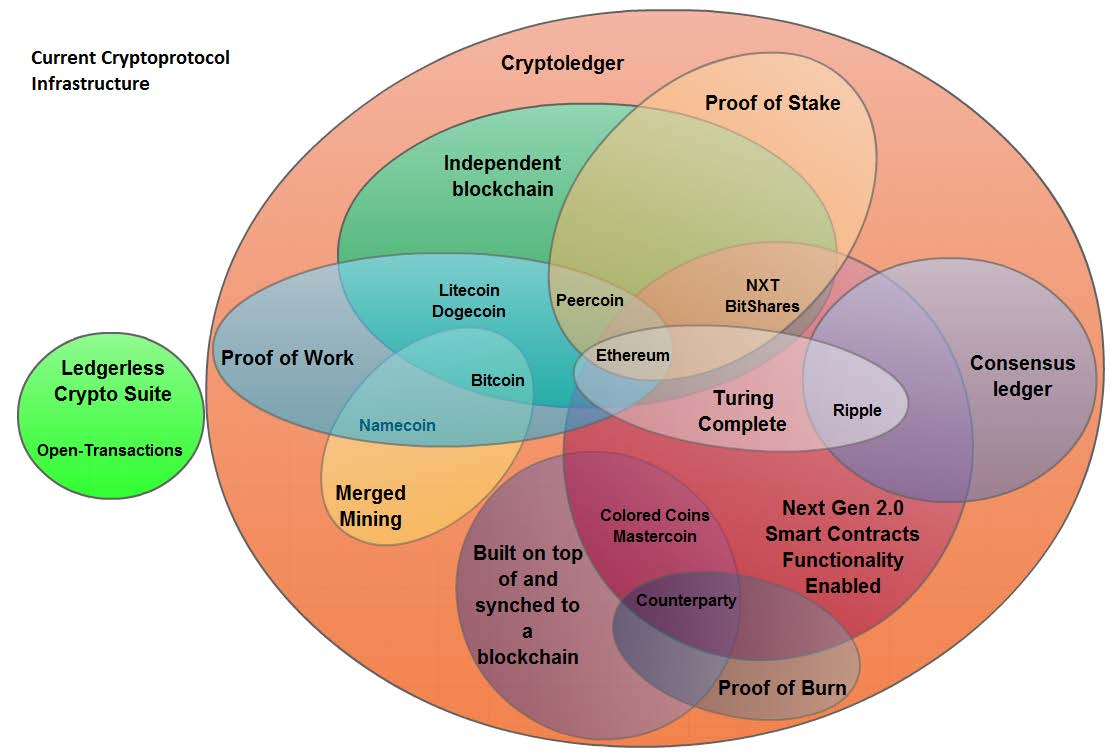 Current Cryptoprotocol
Infrastructure
Cryptoledger
Proof of Stake
Independent
blockchain
Litecoin
Dogecoin
Peercoin
NXT
BitShares
Proof of Work
Ethereum
Bitcoin
Namecoin
Turing
Complete
Ripple
Consensus
ledger
Ledgerless
Crypto Suite
Open-Transactions
Merged
Mining
Colored Coins
Mastercoin
Next Gen 2.0
Smart Contracts
Functionality
Enabled
Built on top
of and
synched to
a
blockchain
Counterparty
Proof of Burn